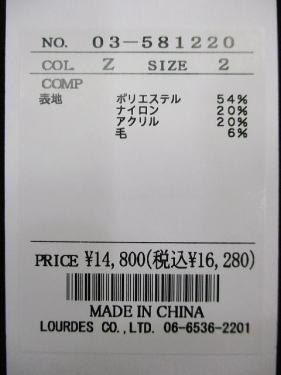 NO. 03-581220
COL. Z SIZE 2
COMP
表地 ポリエステル 54%
ナイロン 20%
アクリル 20%
毛 6%
PRICE ¥14,800(税込¥16,280)
MADE IN CHINA
LOURDES CO.,LTD. 06-6536-2201